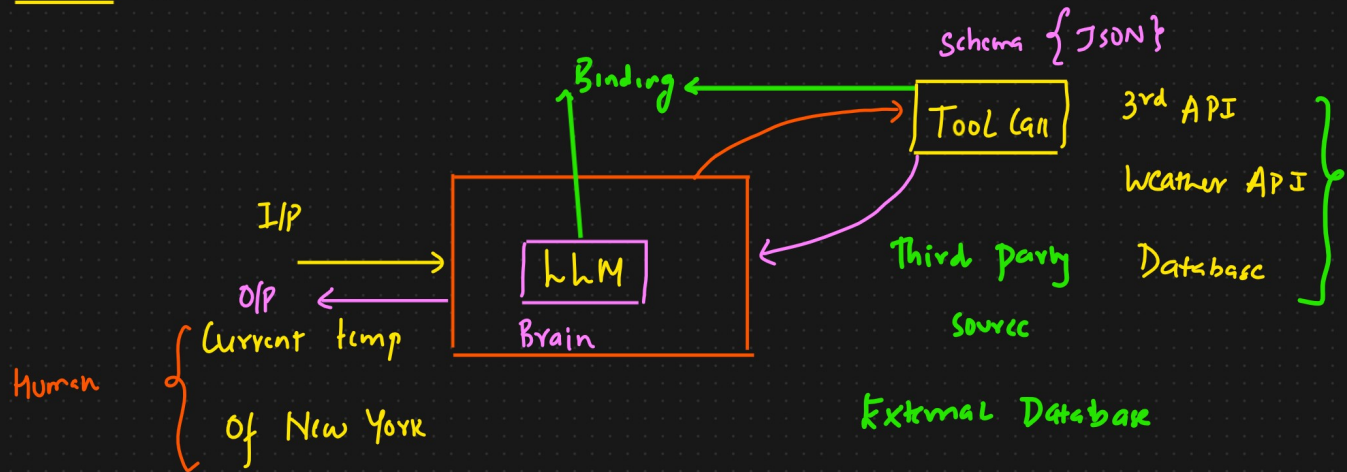 Schema {JSON}
Binding
Tool Call
3rd API
Weather API
I/P
LLM
Third party
Database
O/P
Brain
source
Current temp
Human
Of New York
External Database